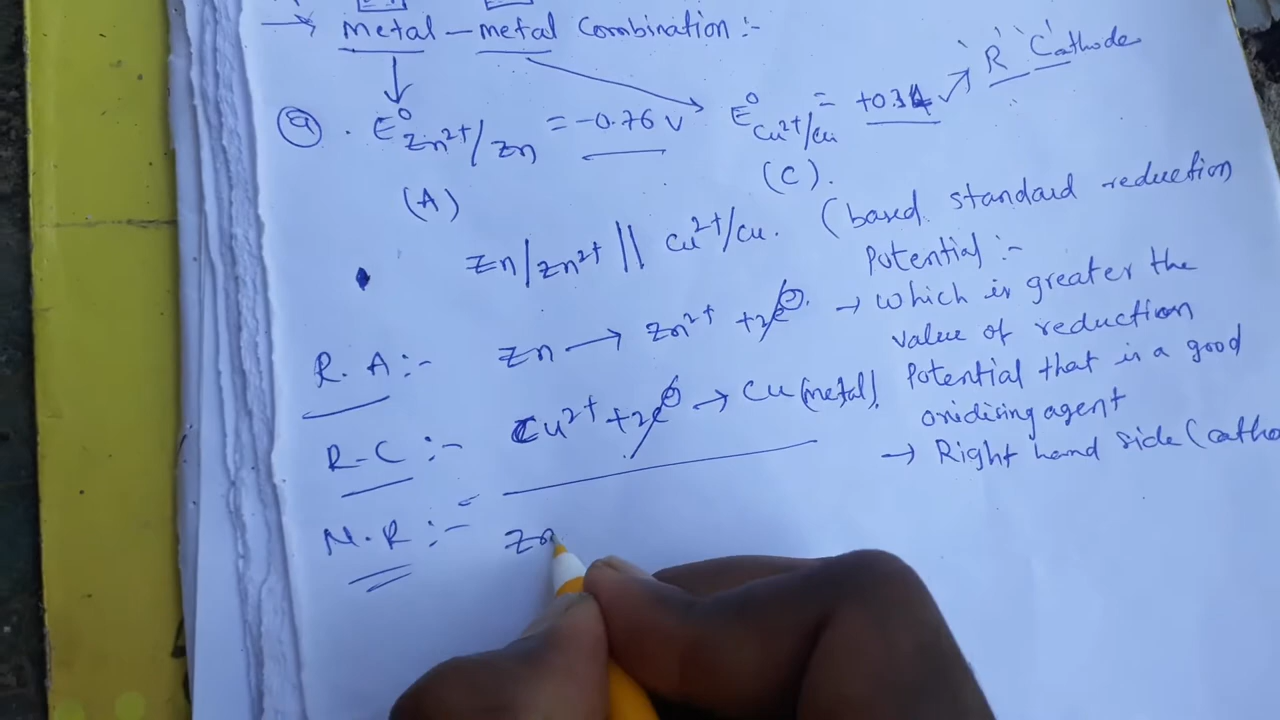 → Metal – metal Combination :-
(a). E⁰ Zn²⁺/Zn = -0.76 V E⁰ Cu²⁺/Cu = +0.34 → 'R' 'Cathode
(A) (C).
Zn/Zn²⁺ || Cu²⁺/Cu. (based standard reduction
Potential :-
R.A :- Zn → Zn²⁺ + 2e⊖. → Which is greater the
value of reduction
R-C :- Cu²⁺ + 2e⊖ → Cu (metal). Potential that is a good
oxidising agent
→ Right hand side (catho
N.R :- Zn